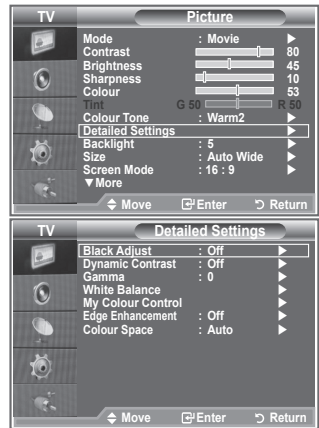 TV Picture
Mode : Movie ▶
Contrast 80
Brightness 45
Sharpness 10
Colour 53
Tint G 50 R 50
Colour Tone : Warm2 ▶
Detailed Settings ▶
Backlight : 5 ▶
Size : Auto Wide ▶
Screen Mode : 16 : 9 ▶
▼More
Move Enter Return
TV Detailed Settings
Black Adjust : Off ▶
Dynamic Contrast : Off ▶
Gamma : 0 ▶
White Balance ▶
My Colour Control ▶
Edge Enhancement : Off ▶
Colour Space : Auto ▶
Move Enter Return